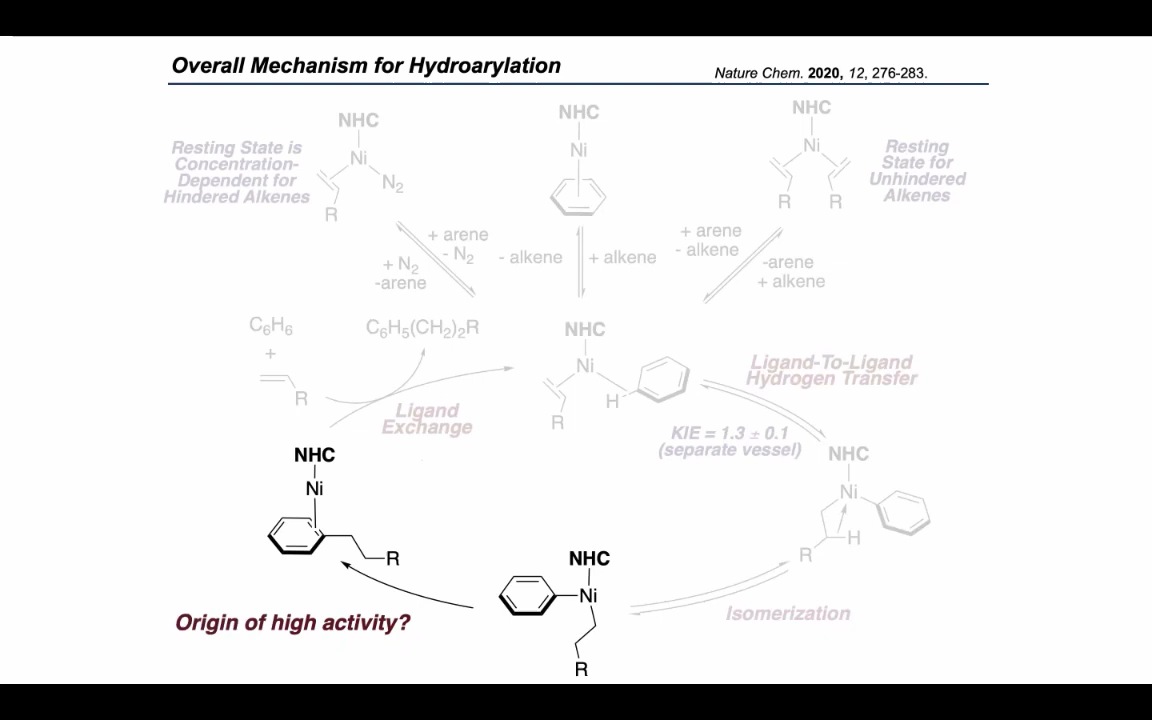 Overall Mechanism for Hydroarylation
Nature Chem. 2020, 12, 276-283.
NHC
Ni
N2
R
Resting State is
Concentration-
Dependent for
Hindered Alkenes
NHC
Ni
NHC
Ni
R
R
Resting
State for
Unhindered
Alkenes
+ arene
- N2
+ N2
-arene
- alkene
+ alkene
+ arene
- alkene
-arene
+ alkene
C6H6
+
R
C6H5(CH2)2R
Ligand
Exchange
NHC
Ni
H
R
Ligand-To-Ligand
Hydrogen Transfer
KIE = 1.3 ± 0.1
(separate vessel)
NHC
Ni
H
R
NHC
Ni
R
NHC
Ni
R
Isomerization
Origin of high activity?